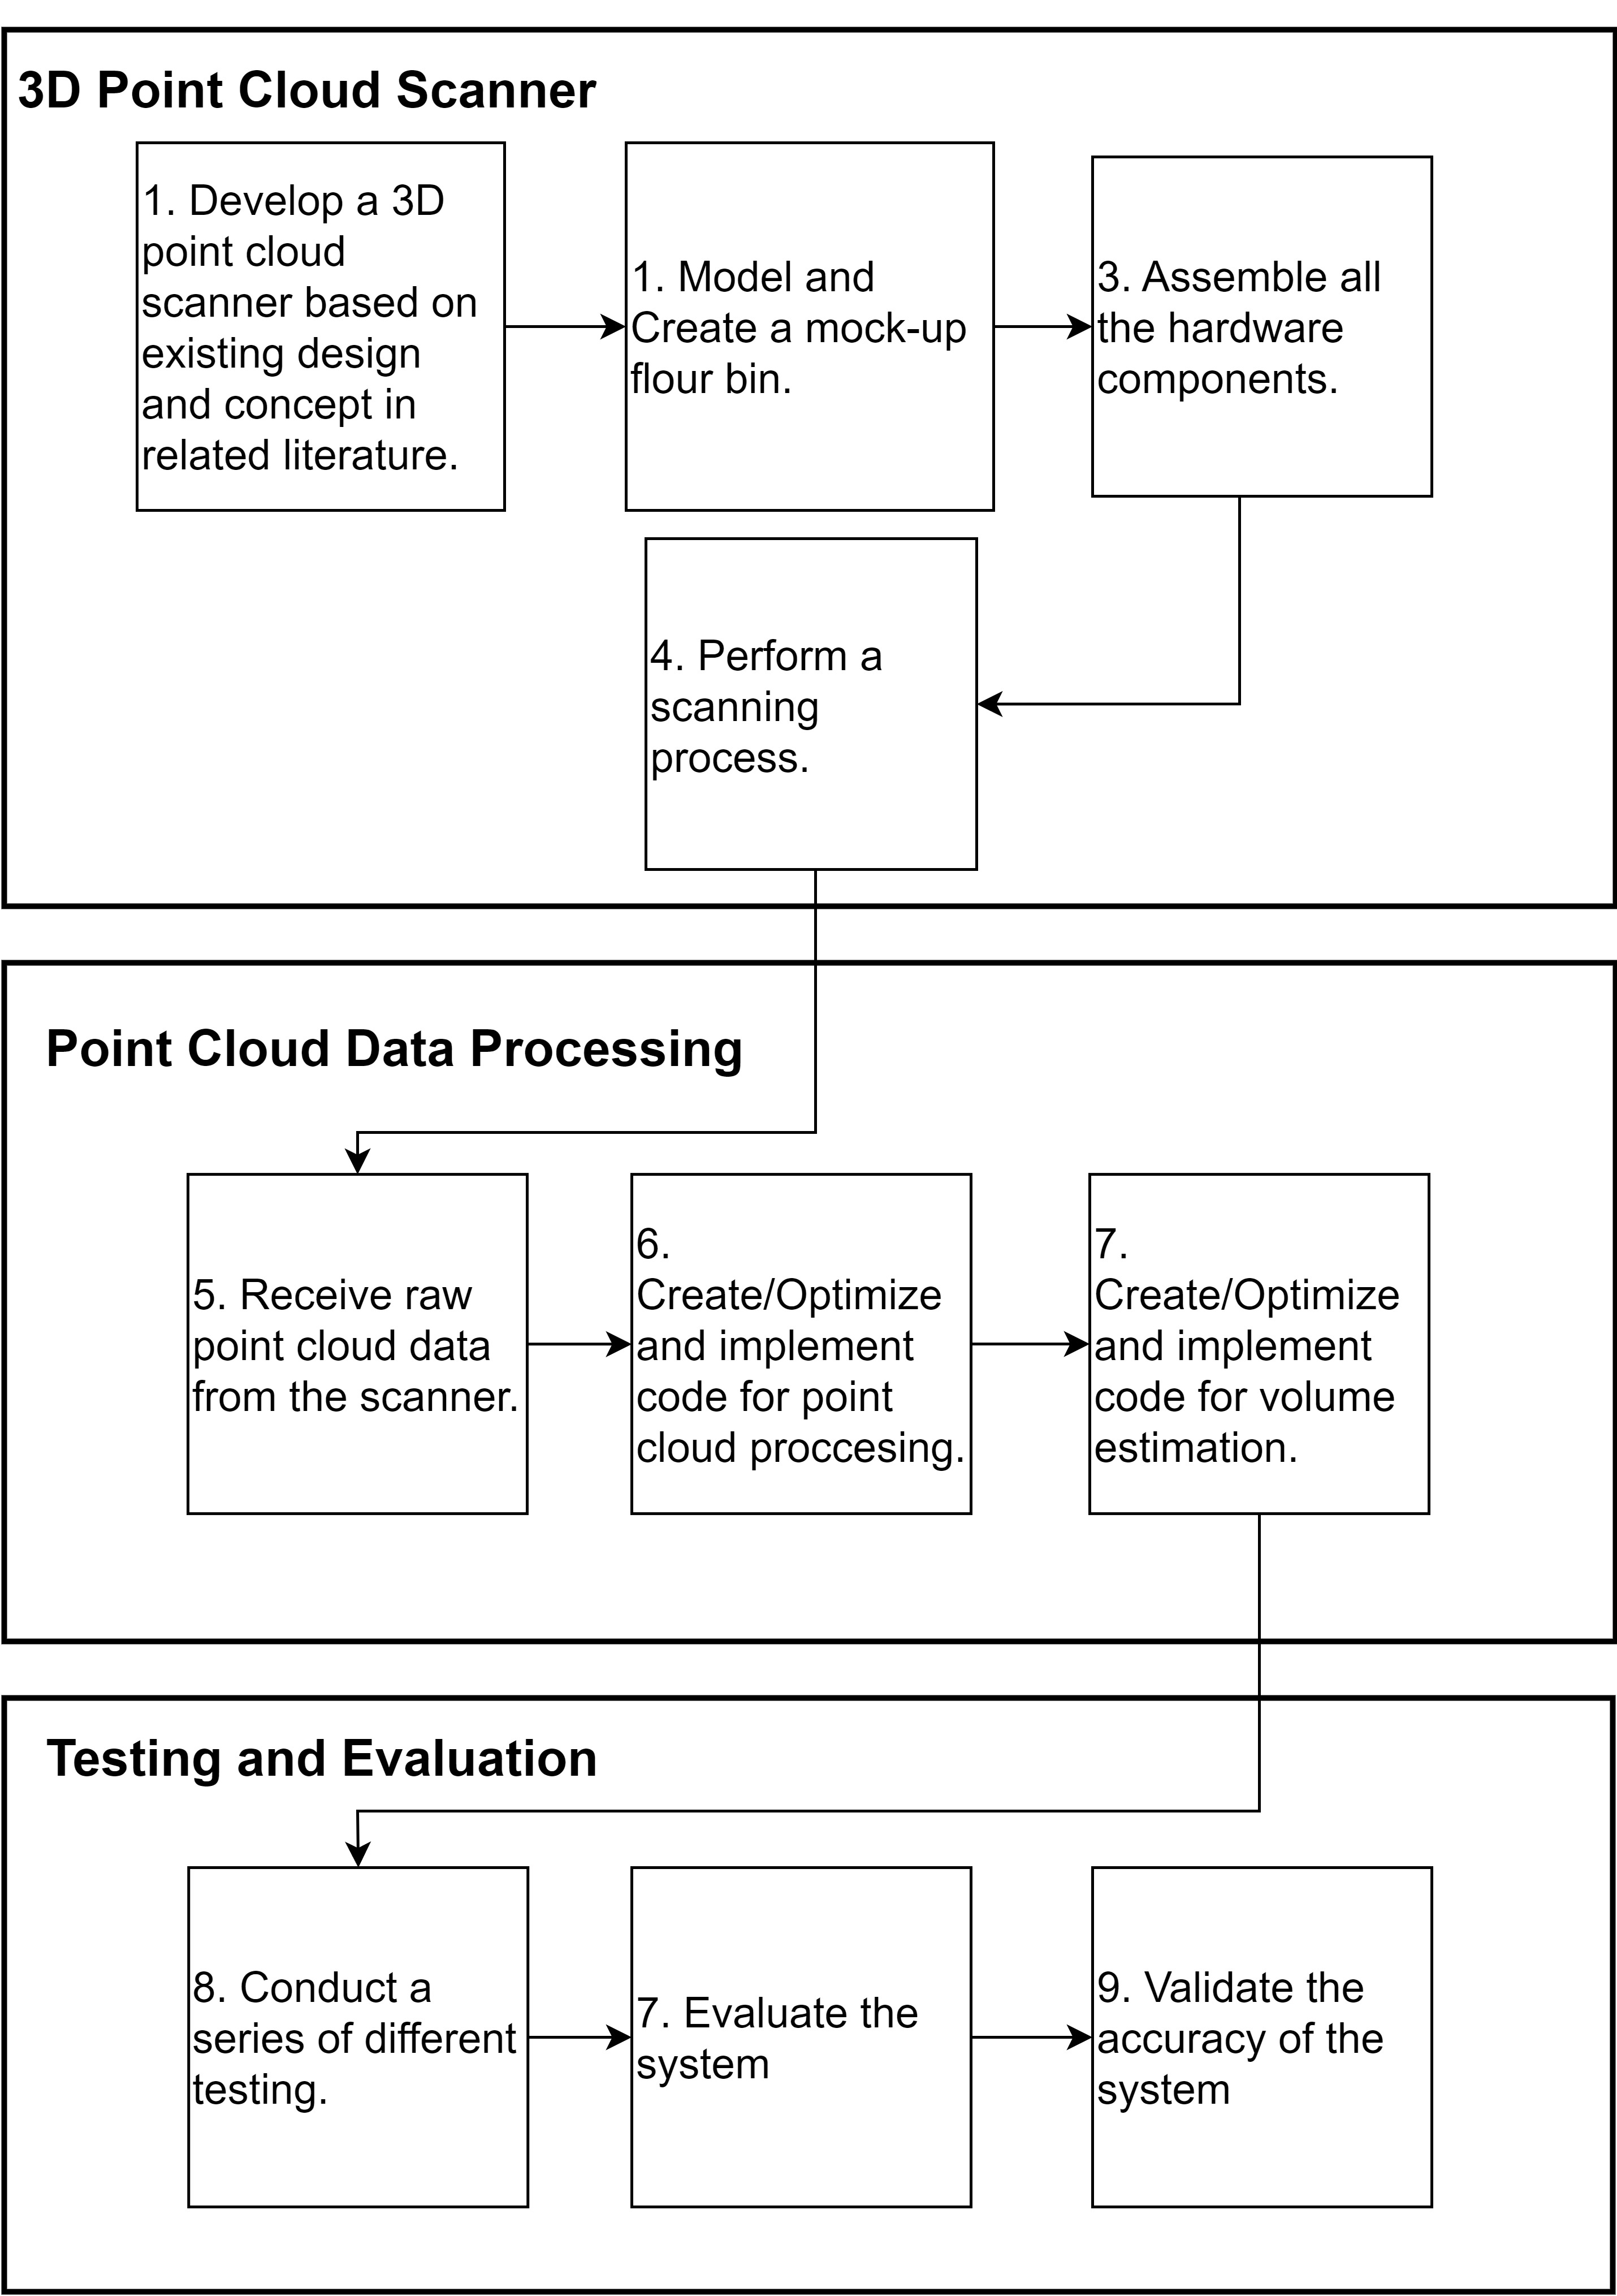 3D Point Cloud Scanner
1. Develop a 3D
point cloud
scanner based on
existing design
and concept in
related literature.
1. Model and
Create a mock-up
flour bin.
3. Assemble all
the hardware
components.
4. Perform a
scanning
process.
Point Cloud Data Processing
5. Receive raw
point cloud data
from the scanner.
6.
Create/Optimize
and implement
code for point
cloud proccesing.
7.
Create/Optimize
and implement
code for volume
estimation.
Testing and Evaluation
8. Conduct a
series of different
testing.
7. Evaluate the
system
9. Validate the
accuracy of the
system